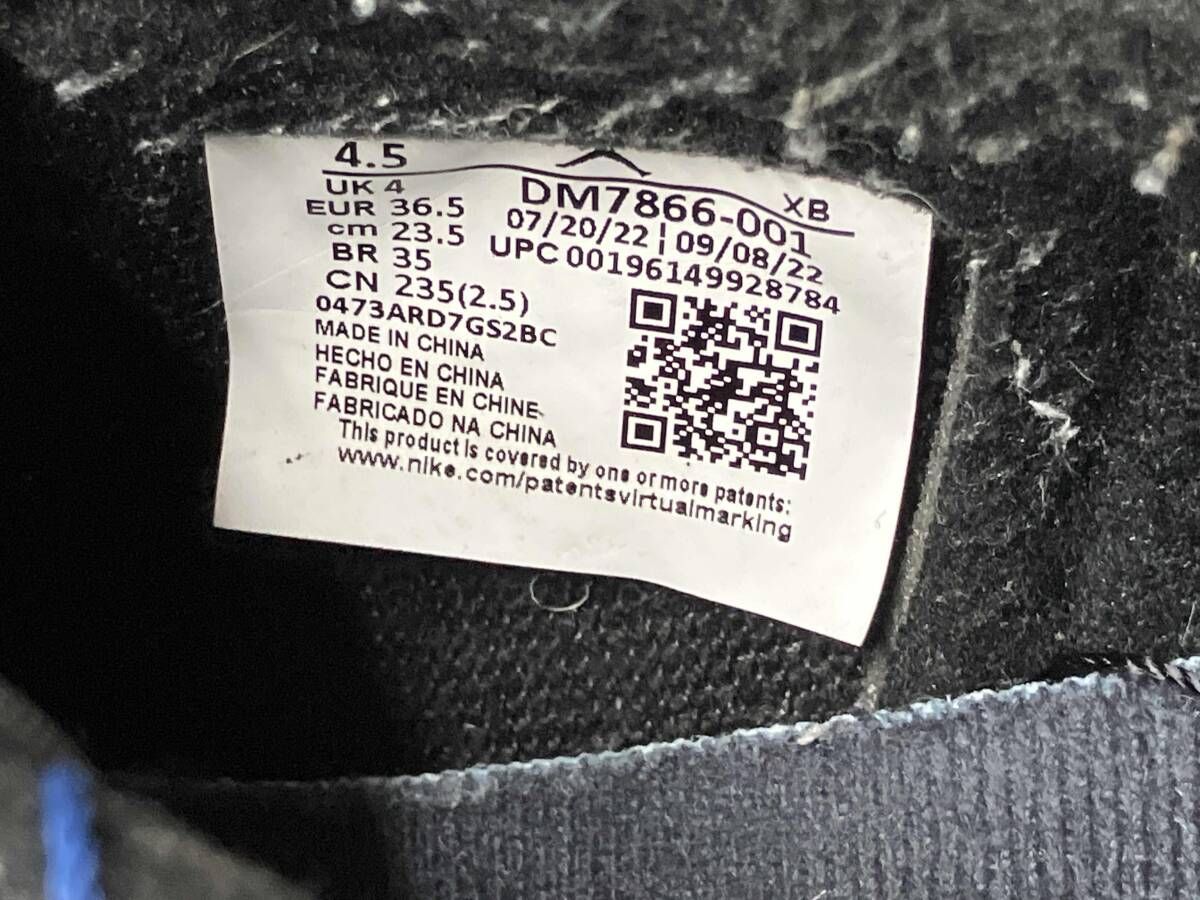 4.5
XB
UK 4
EUR 36.5
cm 23.5
BR 35
CN 235(2.5)
DM7866-001
07/20/22 ¦ 09/08/22
UPC 00196149928784
0473ARD7GS2BC
MADE IN CHINA
HECHO EN CHINA
FABRIQUE EN CHINE
FABRICADO NA CHINA
This product is covered by one or more patents:
www.nike.com/patentsvirtualmarking